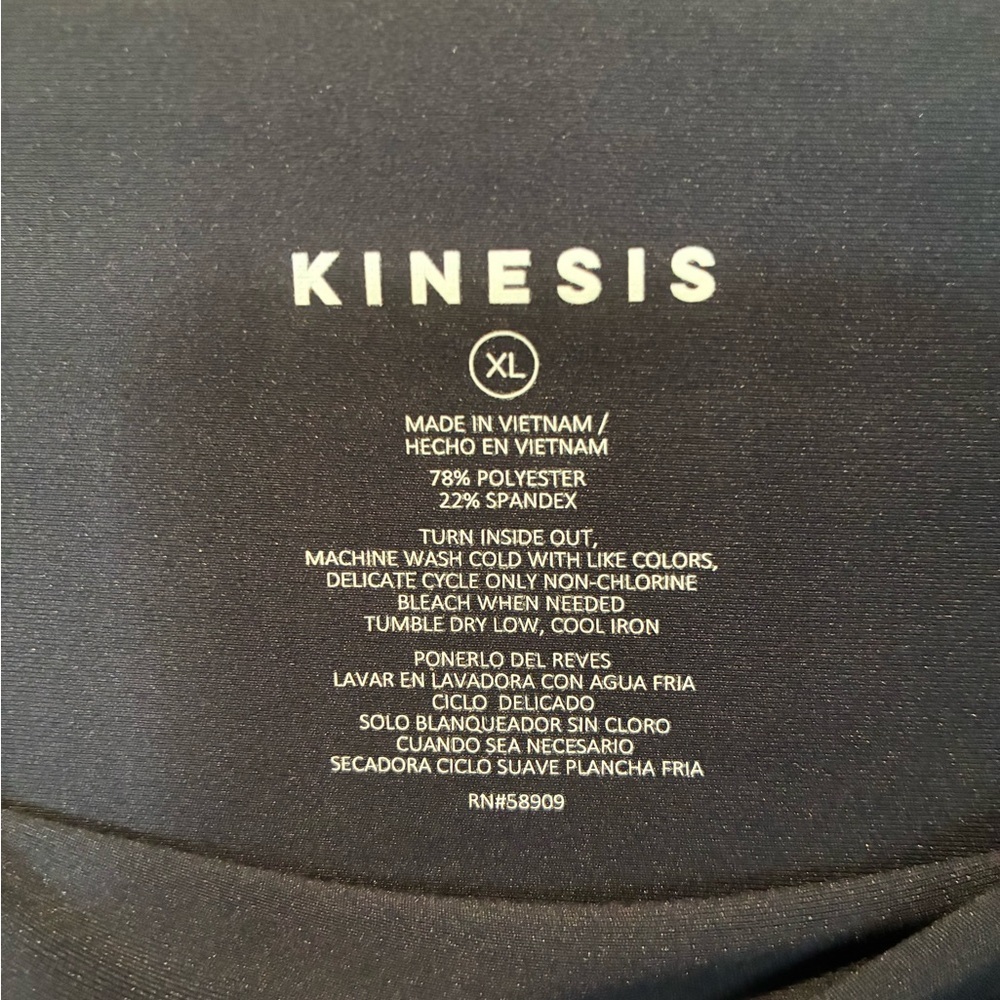 KINESIS
XL
MADE IN VIETNAM /
HECHO EN VIETNAM
78% POLYESTER
22% SPANDEX
TURN INSIDE OUT,
MACHINE WASH COLD WITH LIKE COLORS,
DELICATE CYCLE ONLY NON-CHLORINE
BLEACH WHEN NEEDED
TUMBLE DRY LOW, COOL IRON
PONERLO DEL REVES
LAVAR EN LAVADORA CON AGUA FRIA
CICLO DELICADO
SOLO BLANQUEADOR SIN CLORO
CUANDO SEA NECESARIO
SECADORA CICLO SUAVE PLANCHA FRIA
RN#58909